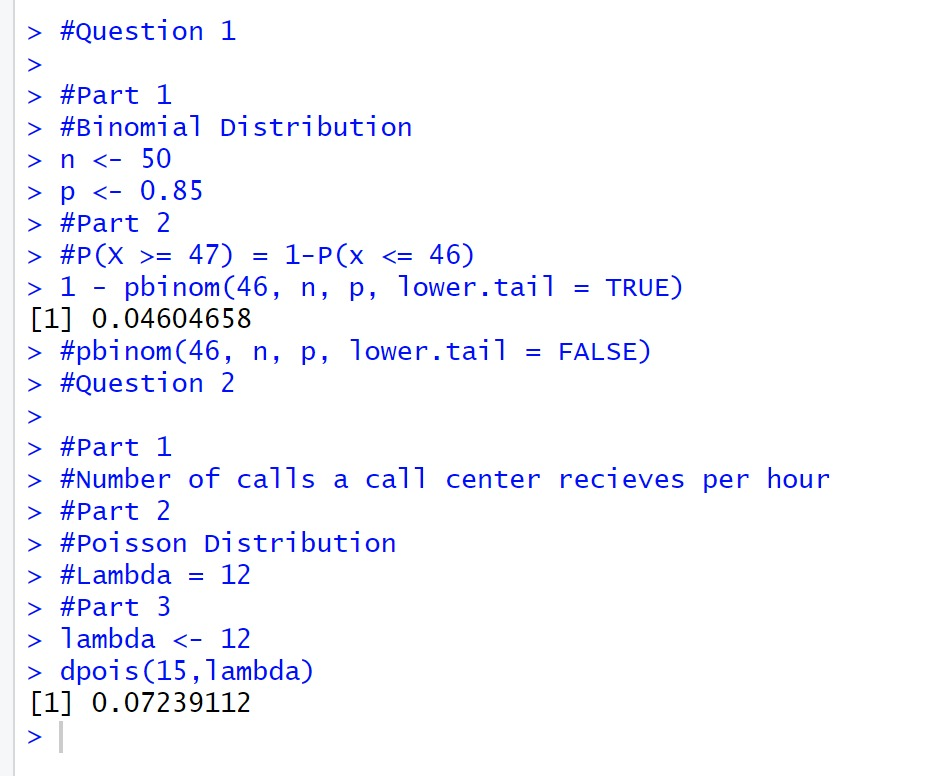 > #Question 1
>
> #Part 1
> #Binomial Distribution
> n <- 50
> p <- 0.85
> #Part 2
> #P(X >= 47) = 1-P(x <= 46)
> 1 - pbinom(46, n, p, lower.tail = TRUE)
[1] 0.04604658
> #pbinom(46, n, p, lower.tail = FALSE)
> #Question 2
>
> #Part 1
> #Number of calls a call center recieves per hour
> #Part 2
> #Poisson Distribution
> #Lambda = 12
> #Part 3
> lambda <- 12
> dpois(15,lambda)
[1] 0.07239112
>